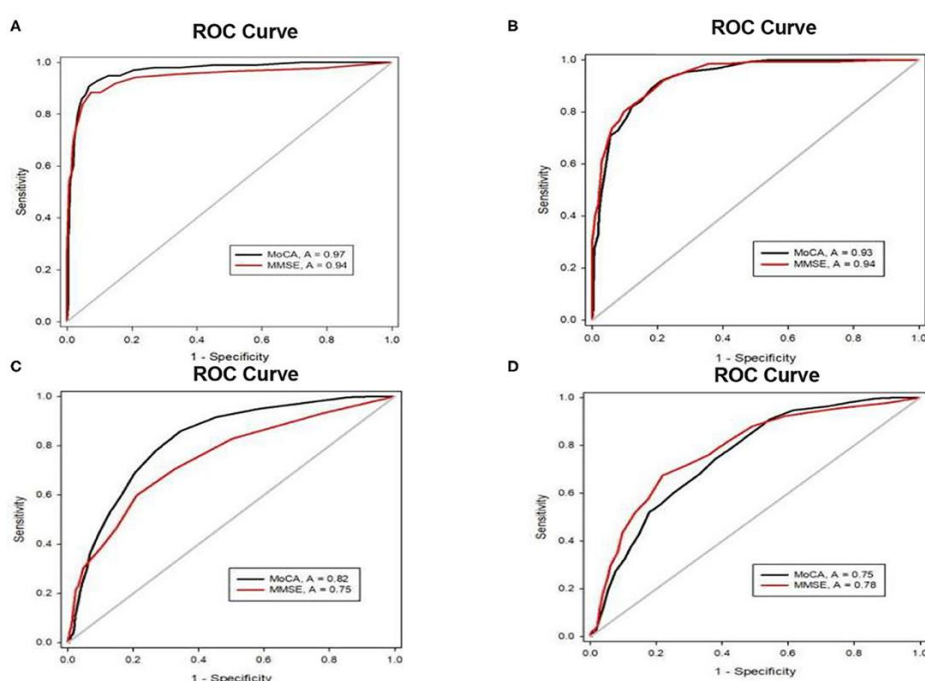 A
ROC Curve
1.0
0.8
0.6
0.4
0.2
0.0
Sensitivity
MoCA, A = 0.97
MMSE, A = 0.94
0.0 0.2 0.4 0.6 0.8 1.0
1 - Specificity
B
ROC Curve
1.0
0.8
0.6
0.4
0.2
0.0
Sensitivity
MoCA, A = 0.93
MMSE, A = 0.94
0.0 0.2 0.4 0.6 0.8 1.0
1 - Specificity
C
ROC Curve
1.0
0.8
0.6
0.4
0.2
0.0
Sensitivity
MoCA, A = 0.82
MMSE, A = 0.75
0.0 0.2 0.4 0.6 0.8 1.0
1 - Specificity
D
ROC Curve
1.0
0.8
0.6
0.4
0.2
0.0
Sensitivity
MoCA, A = 0.75
MMSE, A = 0.78
0.0 0.2 0.4 0.6 0.8 1.0
1 - Specificity